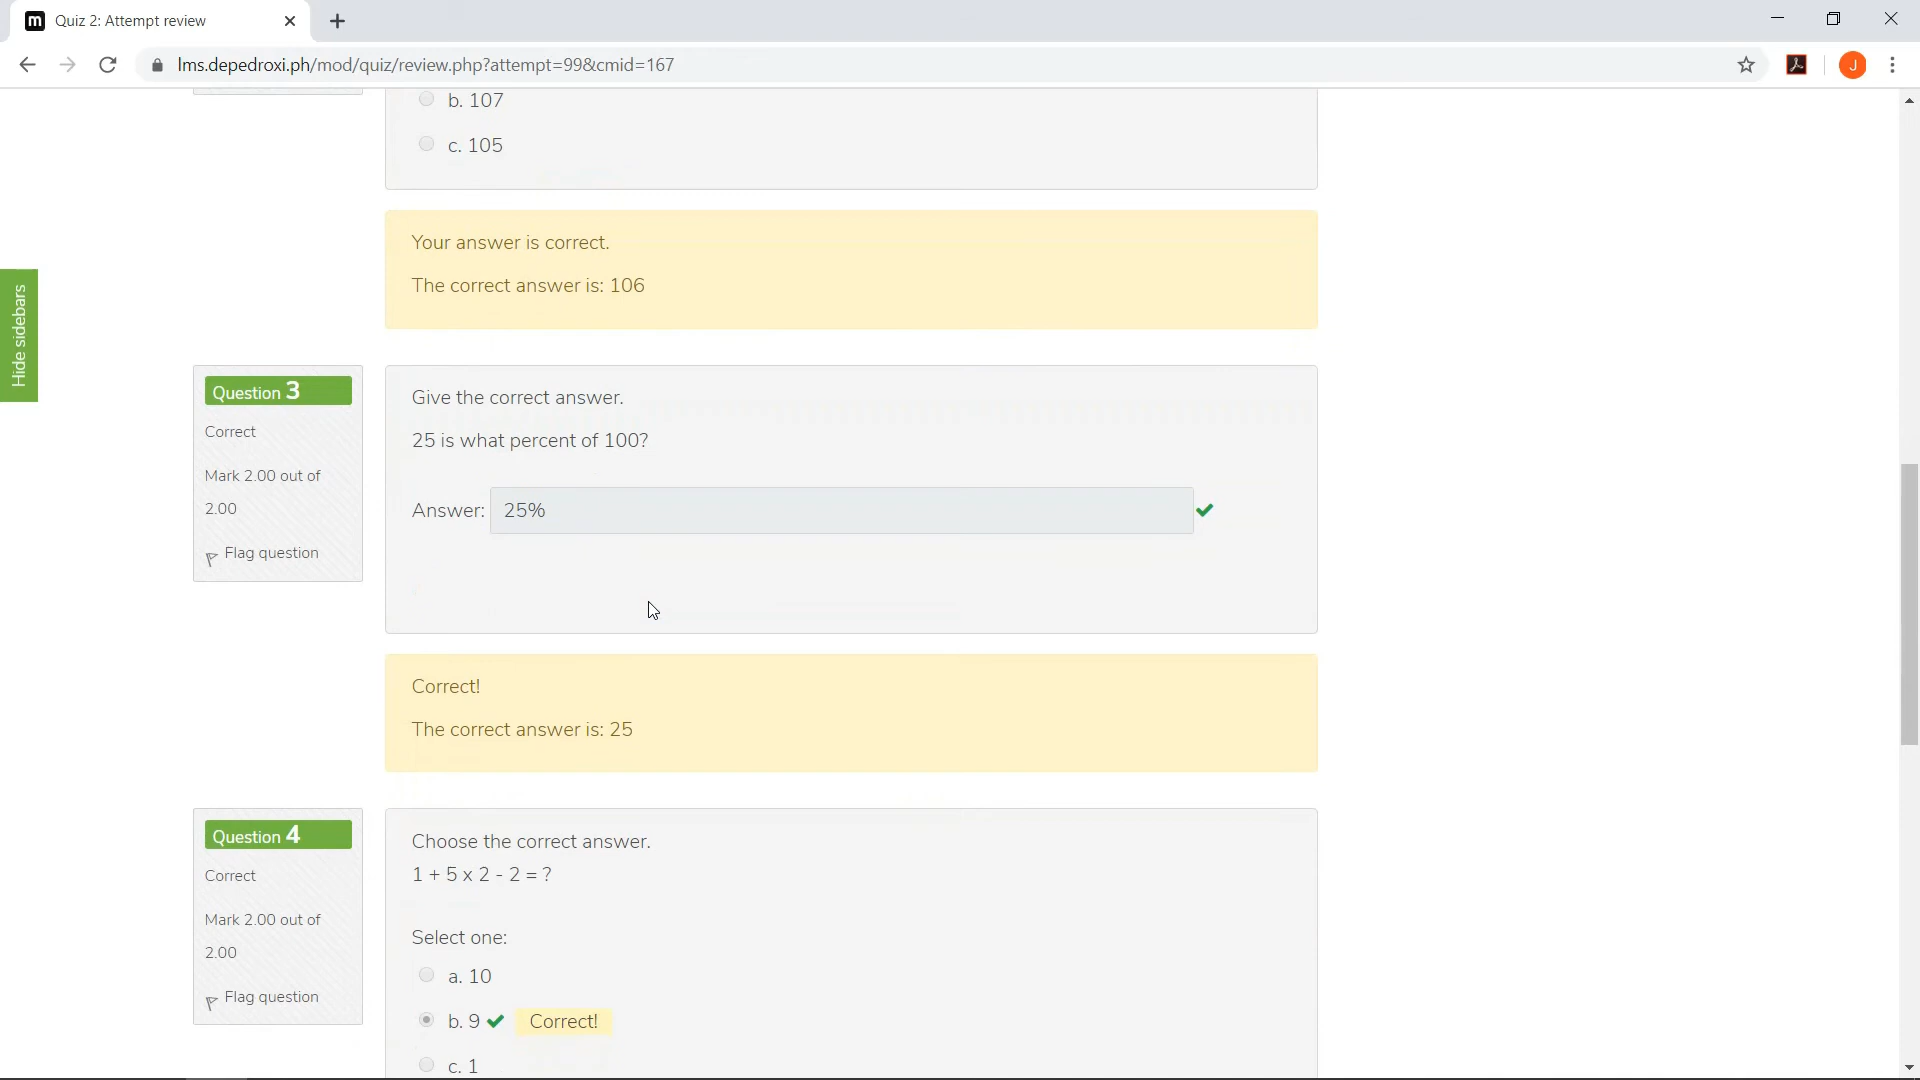 Quiz 2: Attempt review
lms.depedroxi.ph/mod/quiz/review.php?attempt=99&cmid=167
J
b. 107
c. 105
Your answer is correct.
The correct answer is: 106
Hide sidebars
Question 3
Correct
Mark 2.00 out of
2.00
Flag question
Give the correct answer.
25 is what percent of 100?
Answer: 25%
Correct!
The correct answer is: 25
Question 4
Correct
Mark 2.00 out of
2.00
Flag question
Choose the correct answer.
1 + 5 x 2 - 2 = ?
Select one:
a. 10
b. 9 Correct!
c. 1